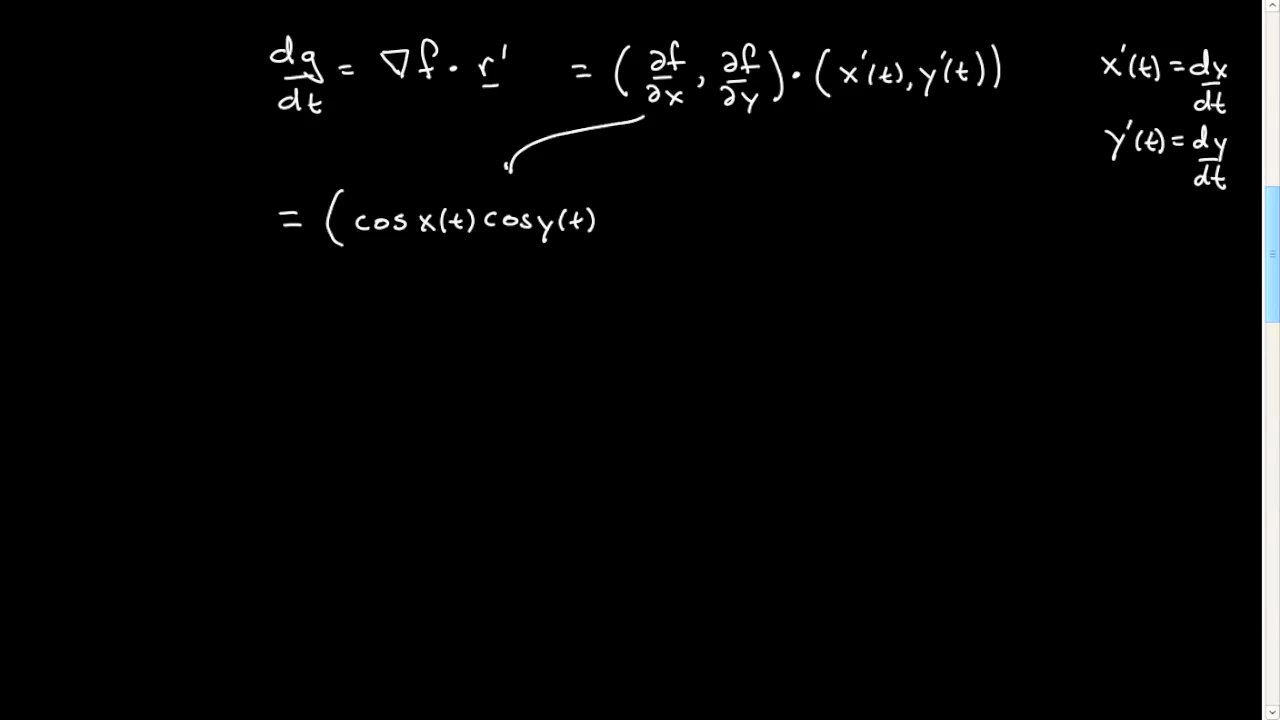 dg/dt = ∇f · r' = (∂f/∂x, ∂f/∂y) · (x'(t), y'(t)))
x'(t) = dx/dt
y'(t) = dy/dt
= (cos x(t) cos y(t)